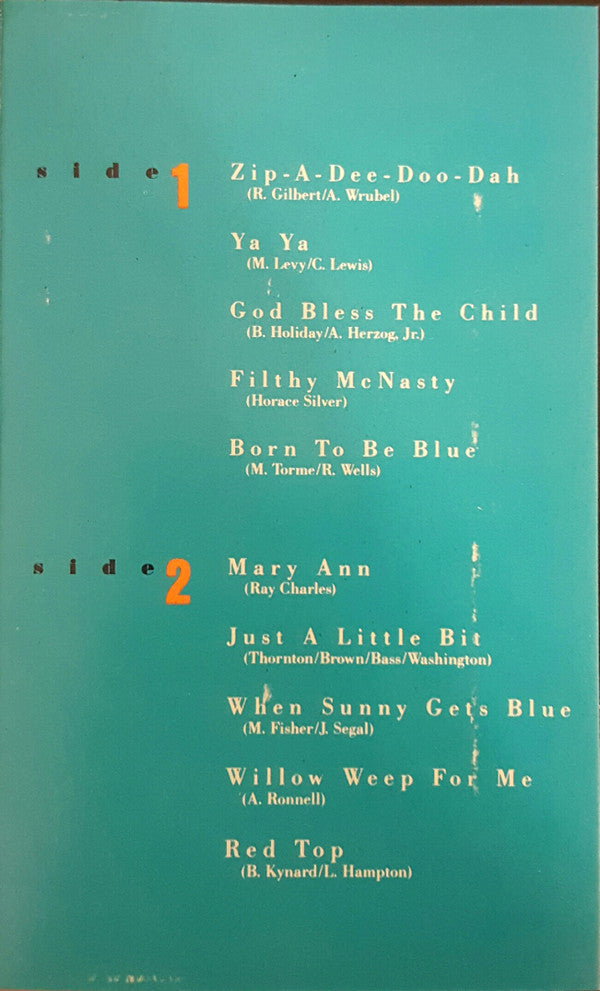 side 1
Zip-A-Dee-Doo-Dah
(R. Gilbert/A. Wrubel)
Ya Ya
(M. Levy/C. Lewis)
God Bless The Child
(B. Holiday/A. Herzog, Jr.)
Filthy McNasty
(Horace Silver)
Born To Be Blue
(M. Torme/R. Wells)
side 2
Mary Ann
(Ray Charles)
Just A Little Bit
(Thornton/Brown/Bass/Washington)
When Sunny Gets Blue
(M. Fisher/J. Segal)
Willow Weep For Me
(A. Ronnell)
Red Top
(B. Kynard/L. Hampton)